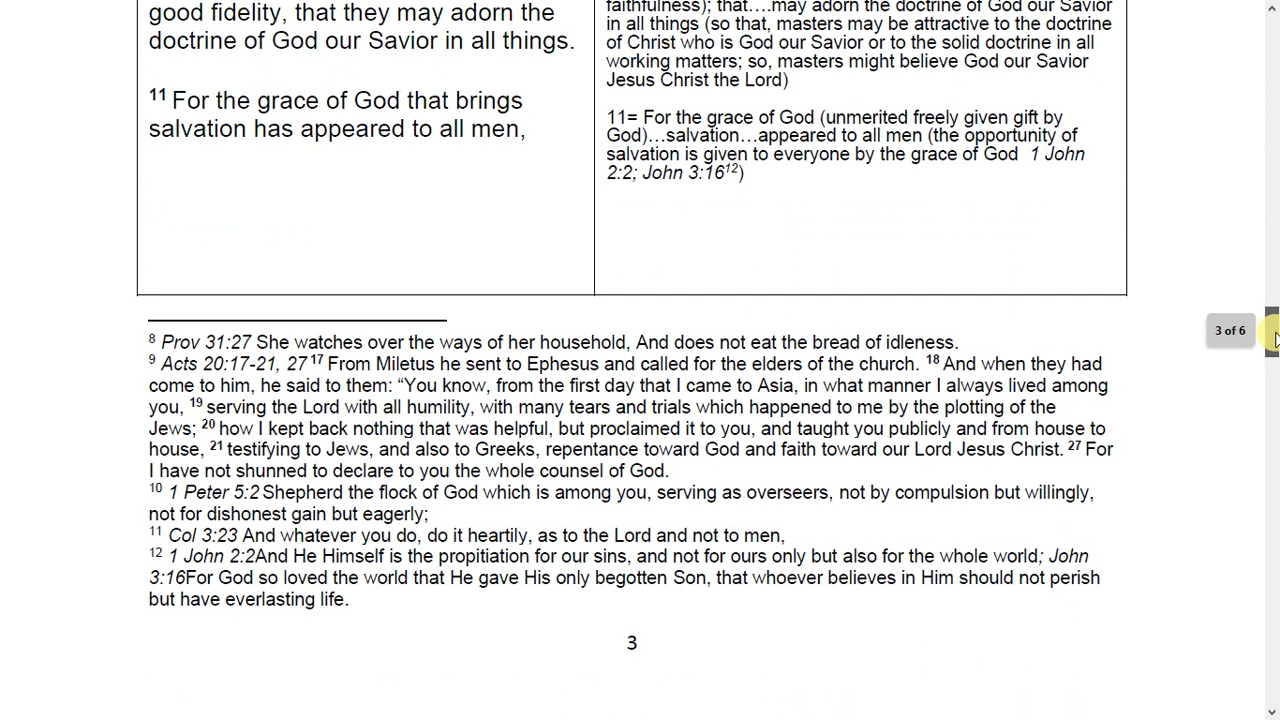 good fidelity, that they may adorn the
doctrine of God our Savior in all things.
11 For the grace of God that brings
salvation has appeared to all men,
faithfulness); that….may adorn the doctrine of God our Savior
in all things (so that, masters may be attractive to the doctrine
of Christ who is God our Savior or to the solid doctrine in all
working matters; so, masters might believe God our Savior
Jesus Christ the Lord)
11= For the grace of God (unmerited freely given gift by
God)…salvation…appeared to all men (the opportunity of
salvation is given to everyone by the grace of God 1 John
2:2; John 3:1612)
3 of 6
8 Prov 31:27 She watches over the ways of her household, And does not eat the bread of idleness.
9 Acts 20:17-21, 27 17 From Miletus he sent to Ephesus and called for the elders of the church. 18 And when they had
come to him, he said to them: “You know, from the first day that I came to Asia, in what manner I always lived among
you, 19 serving the Lord with all humility, with many tears and trials which happened to me by the plotting of the
Jews; 20 how I kept back nothing that was helpful, but proclaimed it to you, and taught you publicly and from house to
house, 21 testifying to Jews, and also to Greeks, repentance toward God and faith toward our Lord Jesus Christ. 27 For
I have not shunned to declare to you the whole counsel of God.
10 1 Peter 5:2 Shepherd the flock of God which is among you, serving as overseers, not by compulsion but willingly,
not for dishonest gain but eagerly;
11 Col 3:23 And whatever you do, do it heartily, as to the Lord and not to men,
12 1 John 2:2And He Himself is the propitiation for our sins, and not for ours only but also for the whole world; John
3:16For God so loved the world that He gave His only begotten Son, that whoever believes in Him should not perish
but have everlasting life.
3